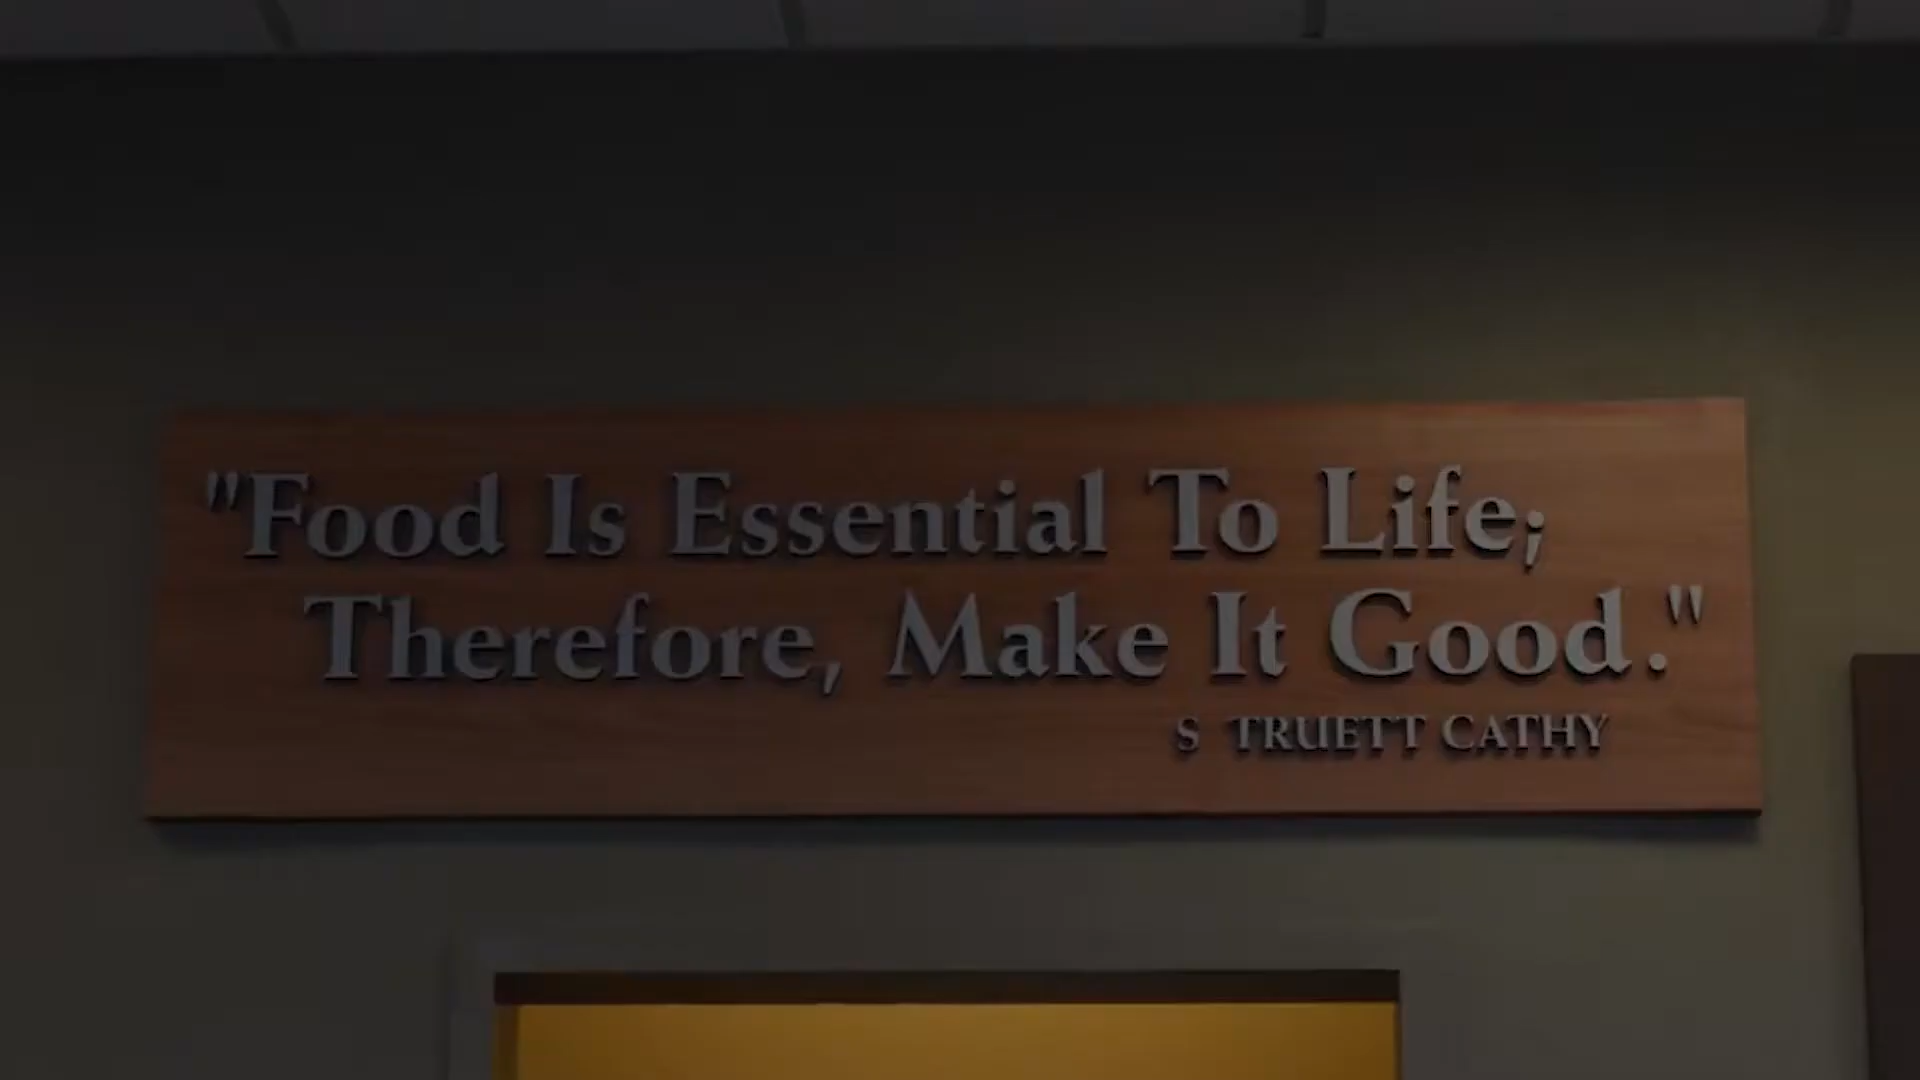 "Food Is Essential To Life;
Therefore, Make It Good."
S TRUETT CATHY